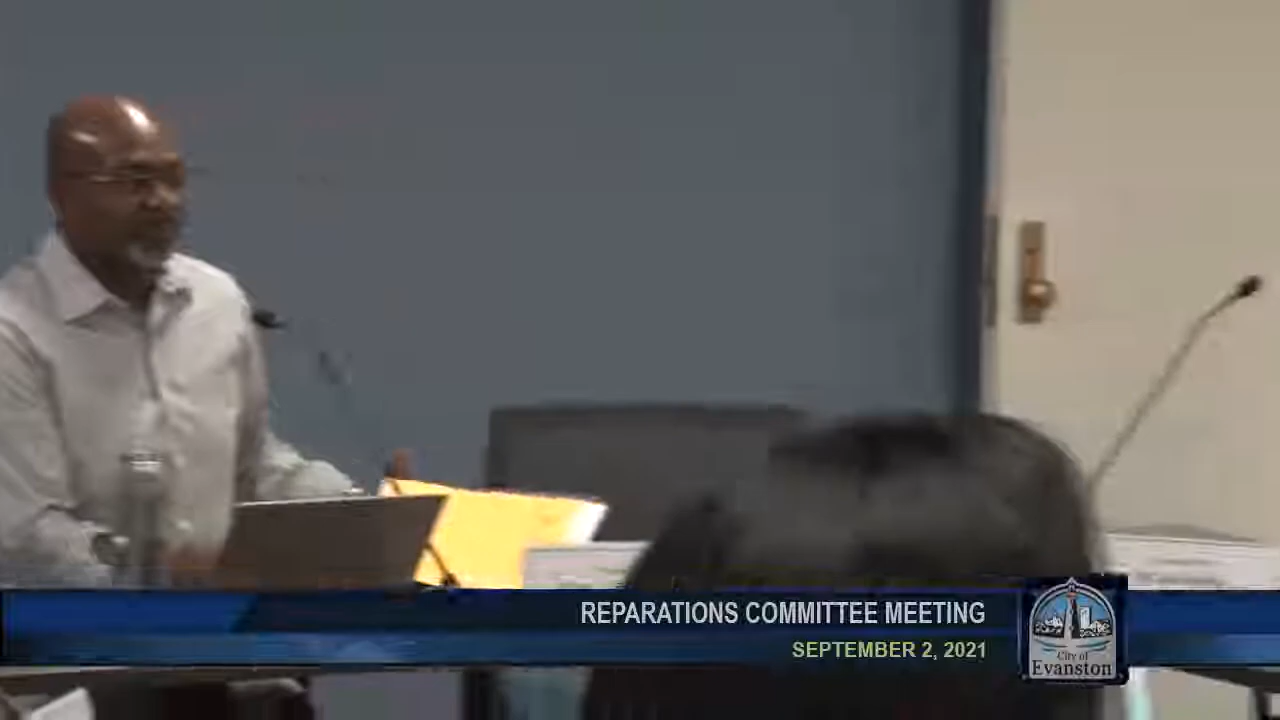 REPARATIONS COMMITTEE MEETING
SEPTEMBER 2, 2021
City of
Evanston